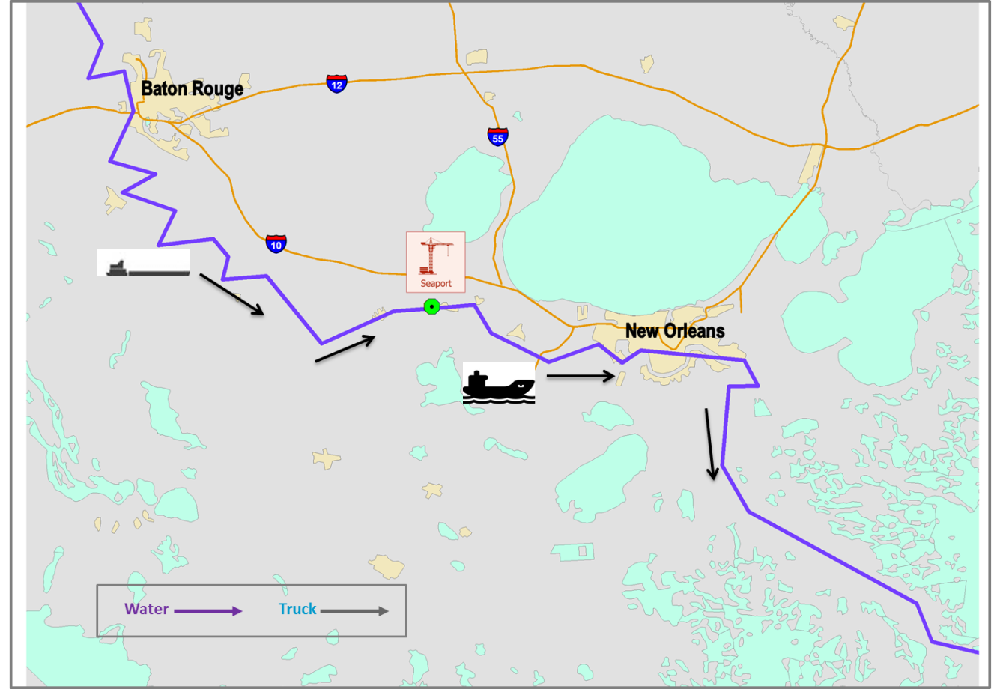 Baton Rouge
12
55
10
Seaport
New Orleans
Water
Truck